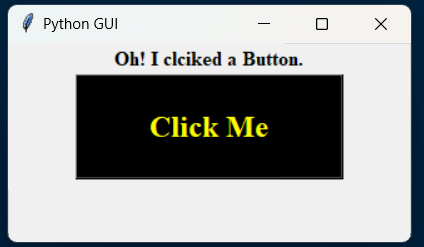 Python GUI
Oh! I clciked a Button.
Click Me